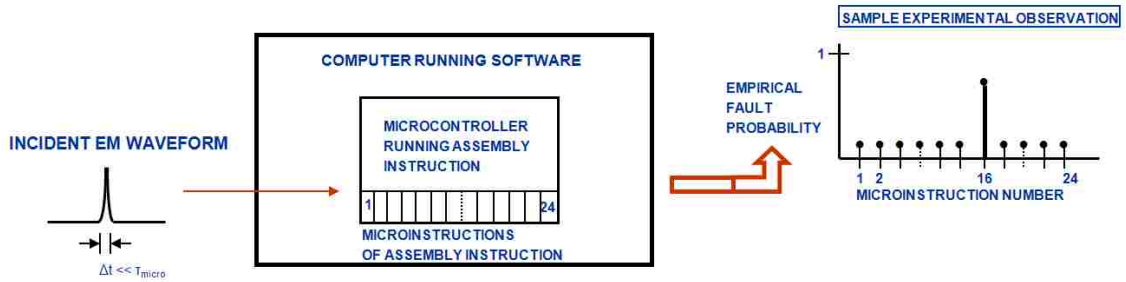 SAMPLE EXPERIMENTAL OBSERVATION
COMPUTER RUNNING SOFTWARE
1
EMPIRICAL
FAULT
PROBABILITY
MICROCONTROLLER
RUNNING ASSEMBLY
INSTRUCTION
INCIDENT EM WAVEFORM
1 2 16 24
MICROINSTRUCTION NUMBER
1 24
MICROINSTRUCTIONS
OF ASSEMBLY INSTRUCTION
Δt << τmicro